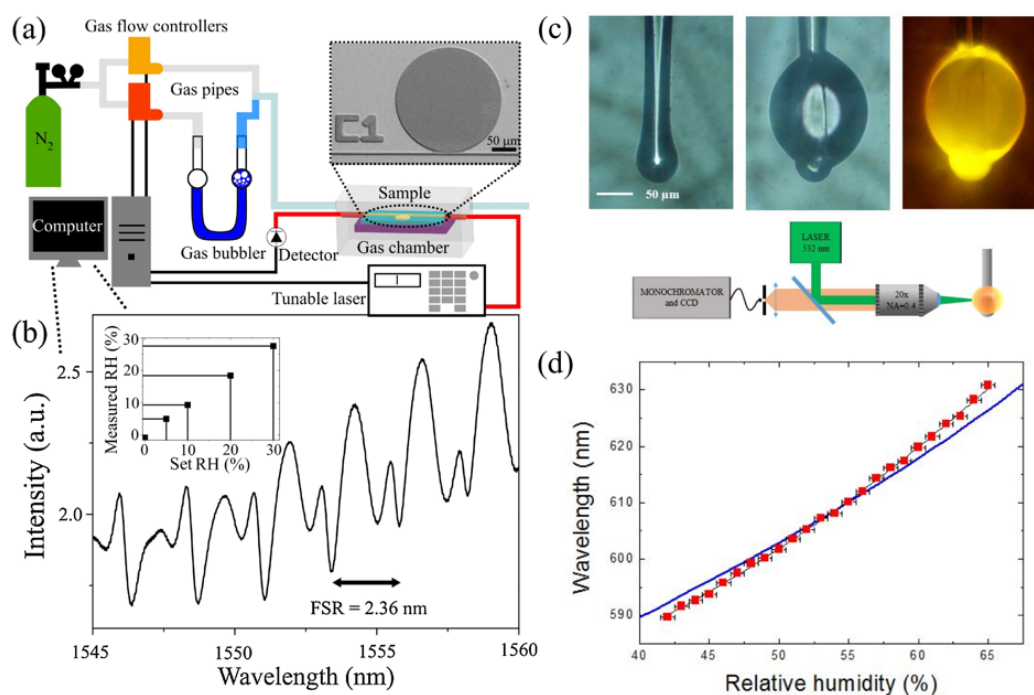 (a)
Gas flow controllers
Gas pipes
N₂
C1
50 μm
Sample
Computer
Gas bubbler
Detector
Gas chamber
Tunable laser
(b)
Measured RH (%)
30
20
10
0
0 10 20 30
Set RH (%)
Intensity (a.u.)
2.5
2.0
FSR = 2.36 nm
1545 1550 1555 1560
Wavelength (nm)
(c)
50 μm
LASER
532 nm
MONOCHROMATOR
and CCD
20x
NA=0.4
(d)
Wavelength (nm)
630
620
610
600
590
40 45 50 55 60 65
Relative humidity (%)